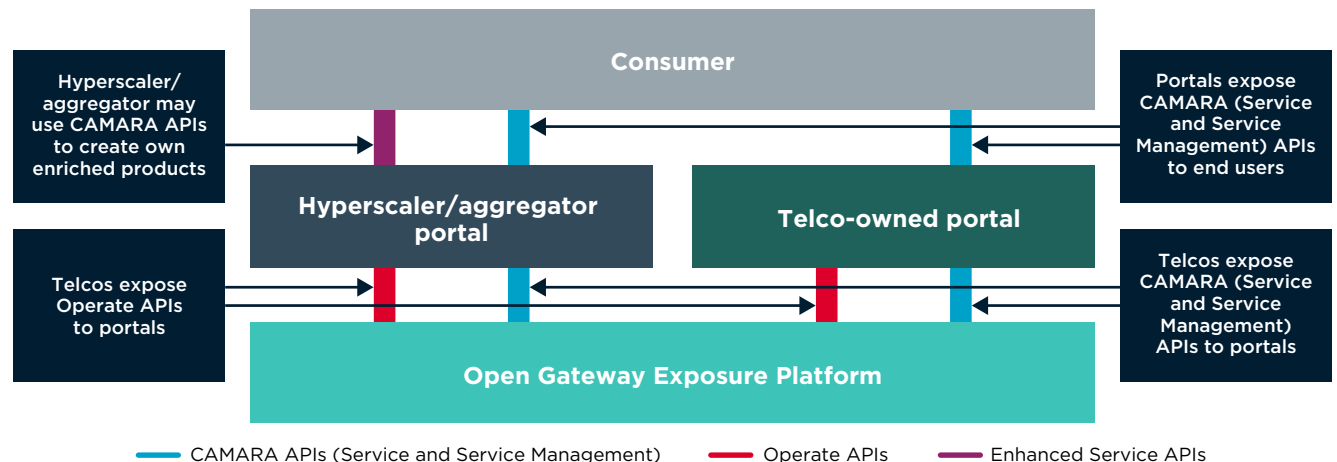 Consumer
Hyperscaler/
aggregator may
use CAMARA APIs
to create own
enriched products
Portals expose
CAMARA (Service
and Service
Management) APIs
to end users
Hyperscaler/aggregator
portal
Telco-owned portal
Telcos expose
Operate APIs
to portals
Telcos expose
CAMARA (Service
and Service
Management)
APIs to portals
Open Gateway Exposure Platform
CAMARA APIs (Service and Service Management)
Operate APIs
Enhanced Service APIs